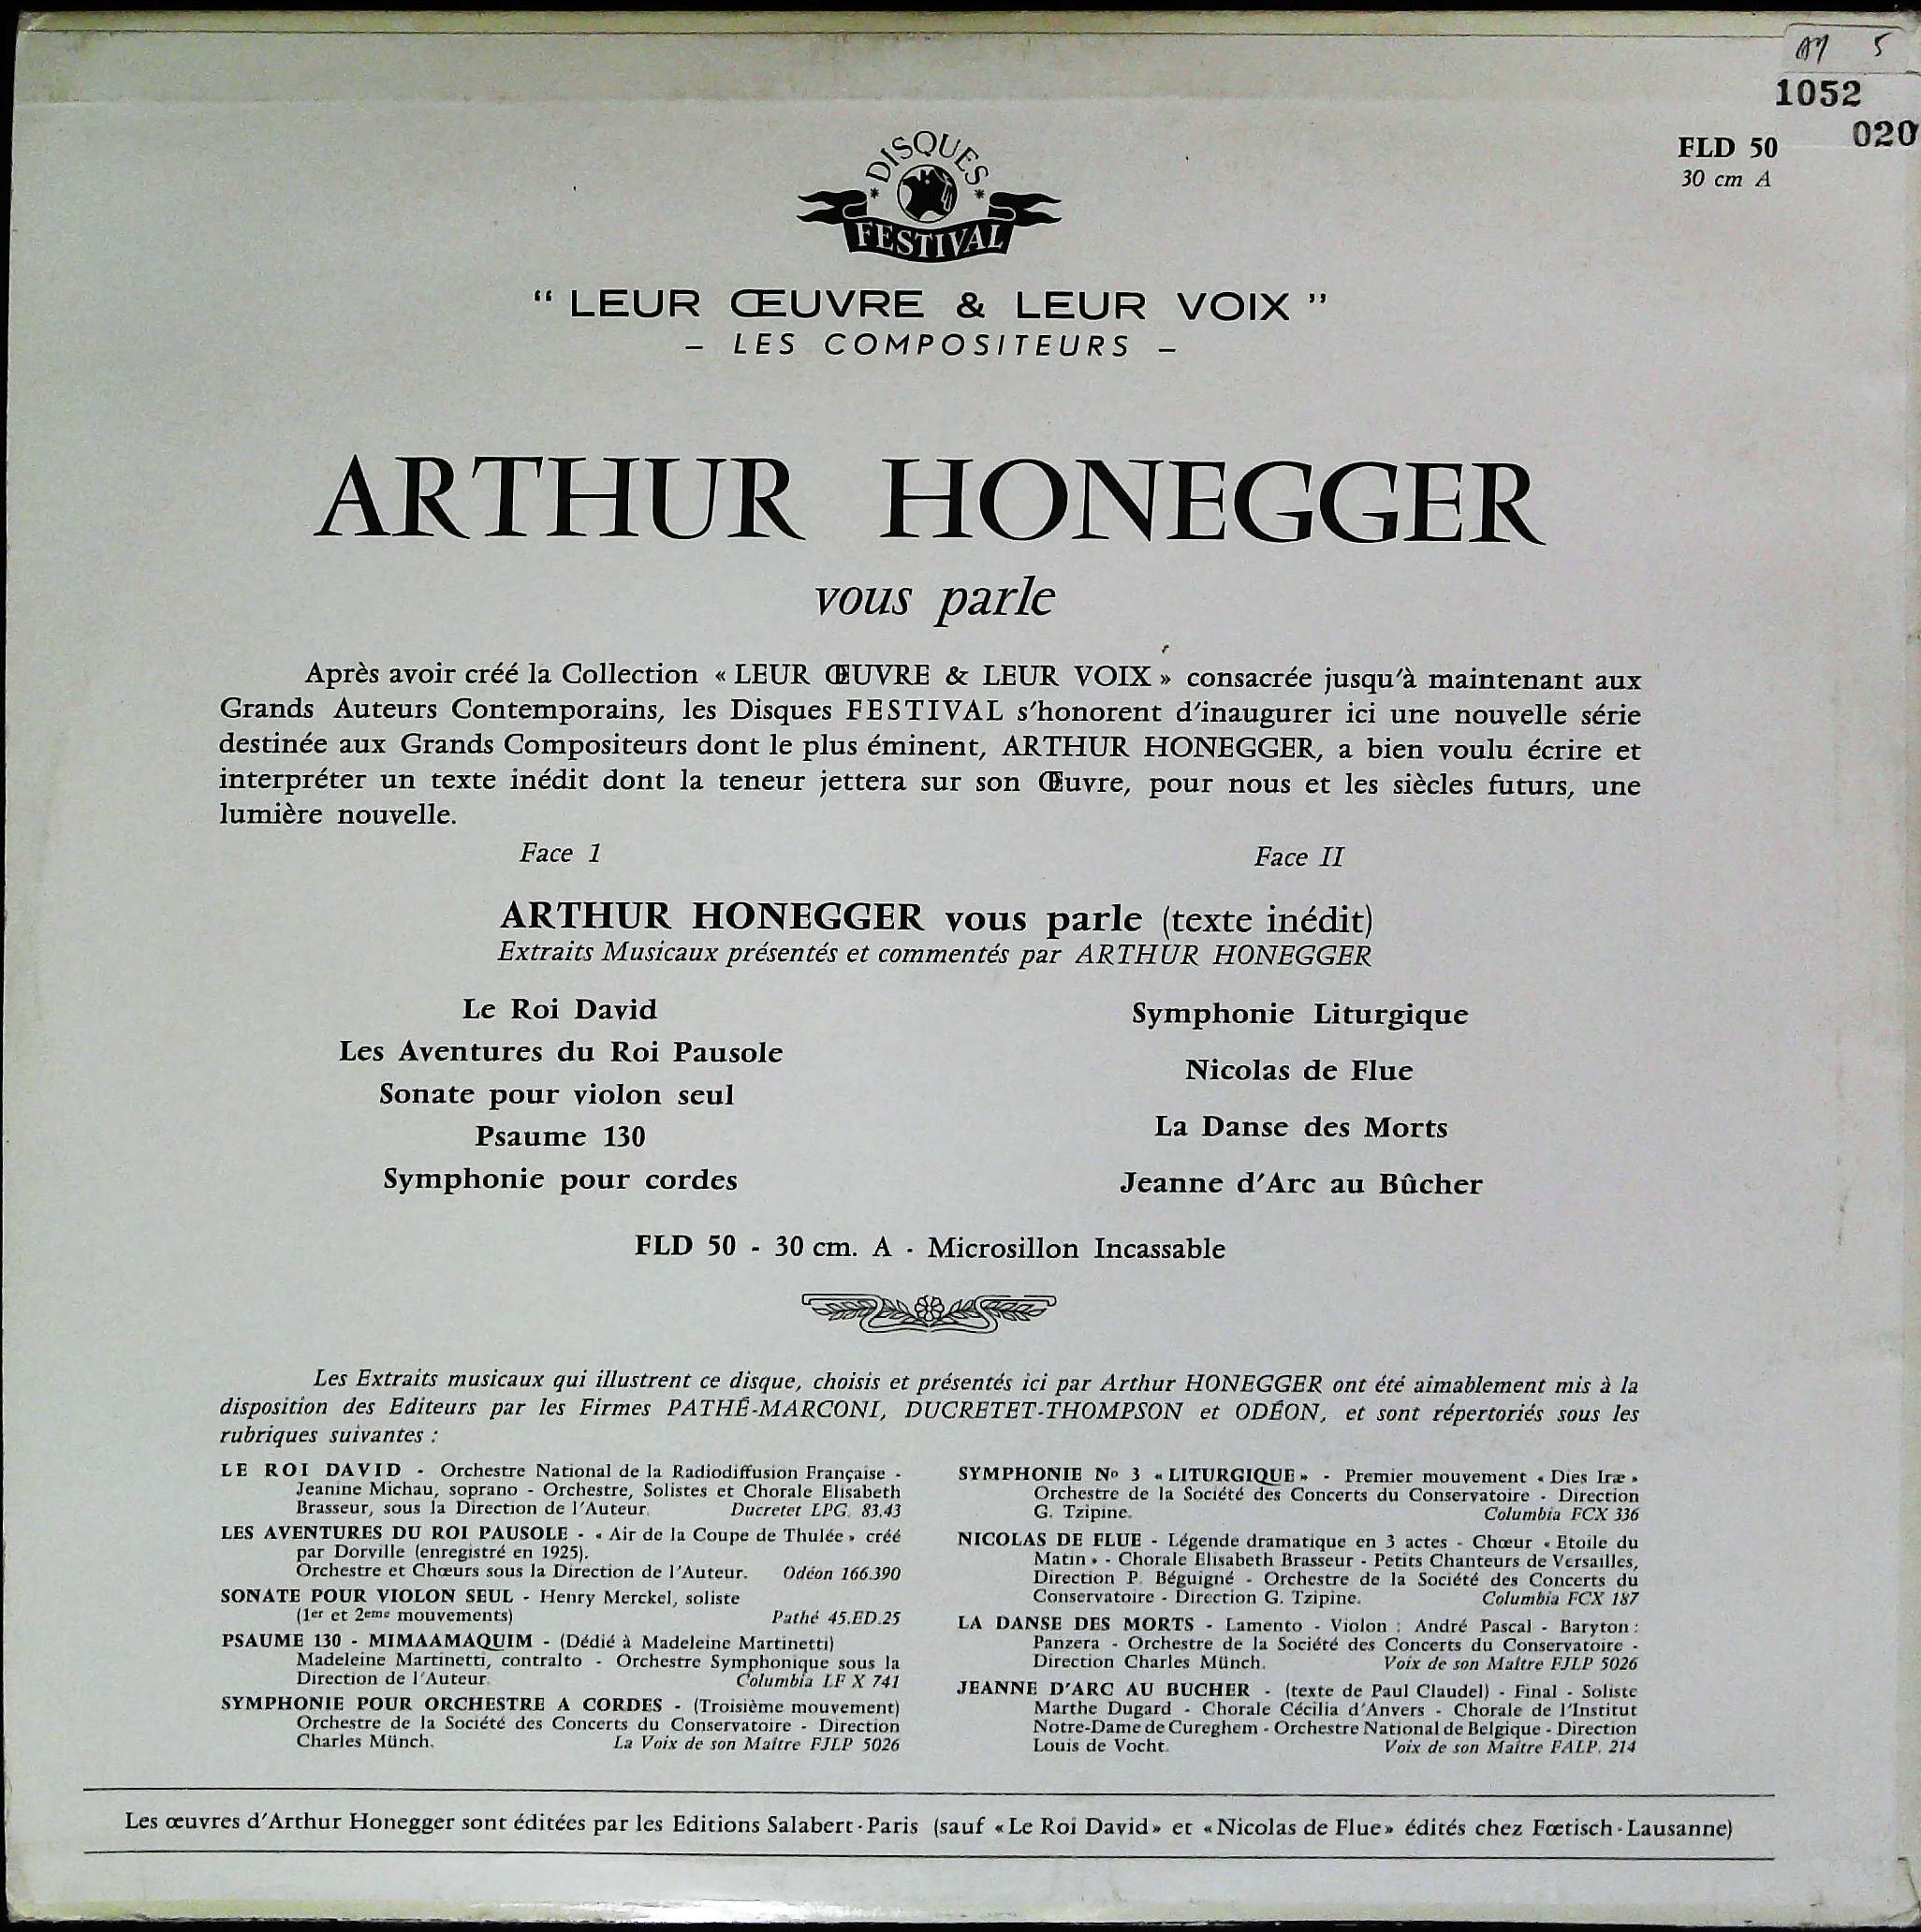 5
1052
020
FLD 50
30 cm A
DISQUES
FESTIVAL
“ LEUR ŒUVRE & LEUR VOIX ”
– LES COMPOSITEURS –
ARTHUR HONEGGER
vous parle
Après avoir créé la Collection « LEUR ŒUVRE & LEUR VOIX » consacrée jusqu'à maintenant aux
Grands Auteurs Contemporains, les Disques FESTIVAL s'honorent d'inaugurer ici une nouvelle série
destinée aux Grands Compositeurs dont le plus éminent, ARTHUR HONEGGER, a bien voulu écrire et
interpréter un texte inédit dont la teneur jettera sur son Œuvre, pour nous et les siècles futurs, une
lumière nouvelle.
Face 1
Face II
ARTHUR HONEGGER vous parle (texte inédit)
Extraits Musicaux présentés et commentés par ARTHUR HONEGGER
Le Roi David
Les Aventures du Roi Pausole
Sonate pour violon seul
Psaume 130
Symphonie pour cordes
Symphonie Liturgique
Nicolas de Flue
La Danse des Morts
Jeanne d'Arc au Bûcher
FLD 50 - 30 cm. A - Microsillon Incassable
Les Extraits musicaux qui illustrent ce disque, choisis et présentés ici par Arthur HONEGGER ont été aimablement mis à la
disposition des Editeurs par les Firmes PATHÉ-MARCONI, DUCRETET-THOMPSON et ODÉON, et sont répertoriés sous les
rubriques suivantes :
LE ROI DAVID - Orchestre National de la Radiodiffusion Française -
Jeanine Michau, soprano - Orchestre, Solistes et Chorale Elisabeth
Brasseur, sous la Direction de l'Auteur. Ducretet LPG. 83.43
LES AVENTURES DU ROI PAUSOLE - « Air de la Coupe de Thulée » créé
par Dorville (enregistré en 1925).
Orchestre et Chœurs sous la Direction de l'Auteur. Odéon 166.390
SONATE POUR VIOLON SEUL - Henry Merckel, soliste
(1er et 2eme mouvements) Pathé 45.ED.25
PSAUME 130 - MIMAAMAQUIM - (Dédié à Madeleine Martinetti)
Madeleine Martinetti, contralto - Orchestre Symphonique sous la
Direction de l'Auteur. Columbia LF X 741
SYMPHONIE POUR ORCHESTRE A CORDES - (Troisième mouvement)
Orchestre de la Société des Concerts du Conservatoire - Direction
Charles Münch. La Voix de son Maître FJLP 5026
SYMPHONIE No 3 « LITURGIQUE » - Premier mouvement « Dies Iræ »
Orchestre de la Société des Concerts du Conservatoire - Direction
G. Tzipine. Columbia FCX 336
NICOLAS DE FLUE - Légende dramatique en 3 actes - Chœur « Etoile du
Matin » - Chorale Elisabeth Brasseur - Petits Chanteurs de Versailles,
Direction P. Béguigné - Orchestre de la Société des Concerts du
Conservatoire - Direction G. Tzipine. Columbia FCX 187
LA DANSE DES MORTS - Lamento - Violon : André Pascal - Baryton :
Panzera - Orchestre de la Société des Concerts du Conservatoire -
Direction Charles Münch. Voix de son Maître FJLP 5026
JEANNE D'ARC AU BUCHER - (texte de Paul Claudel) - Final - Soliste
Marthe Dugard - Chorale Cécilia d'Anvers - Chorale de l'Institut
Notre-Dame de Cureghem - Orchestre National de Belgique - Direction
Louis de Vocht. Voix de son Maître FALP. 214
Les œuvres d'Arthur Honegger sont éditées par les Editions Salabert - Paris (sauf « Le Roi David » et « Nicolas de Flue » édités chez Fœtisch - Lausanne)